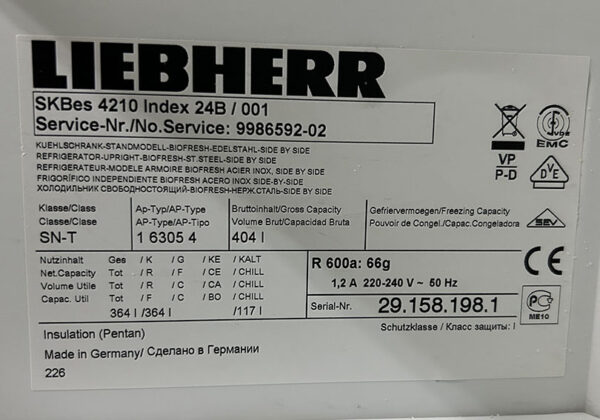 LIEBHERR
SKBes 4210 Index 24B / 001
Service-Nr./No.Service: 9986592-02
KUEHLSCHRANK-STANDMODELL-BIOFRESH-EDELSTAHL-SIDE BY SIDE
REFRIGERATOR-UPRIGHT-BIOFRESH-ST.STEEL-SIDE BY SIDE
REFRIGERATEUR-MODELE ARMOIRE BIOFRESH ACIER INOX, SIDE BY SIDE
FRIGORÍFICO INDEPENDIENTE BIOFRESH ACERO INOX SIDE-BY-SIDE
ХОЛОДИЛЬНИК СВОБОДНОСТОЯЩИЙ-BIOFRESH-НЕРЖ.СТАЛЬ-SIDE BY SIDE
VP
P-D
VDE
EMC
VDE
Klasse/Class Ap-Typ/AP-Type Bruttoinhalt/Gross Capacity Gefriervermoegen/Freezing Capacity
Classe/Clase AP-Type/AP-Tipo Volume Brut/Capacidad Bruta Pouvoir de Congel./Cap.Congeladora
SN-T 1 6305 4 404 l
SEV
Nutzinhalt Ges / K / G / KE / KALT
Net.Capacity Tot / R / F / CE / CHILL
Volume Utile Tot / R / C / CA / CHILL
Capac. Util Tot / F / C / BO / CHILL
364 l /364 l /117 l
R 600a: 66g
1,2 A 220-240 V ~ 50 Hz
CE
Serial-Nr. 29.158.198.1
ME10
Schutzklasse / Класс защиты: I
Insulation (Pentan)
Made in Germany/ Сделано в Германии
226